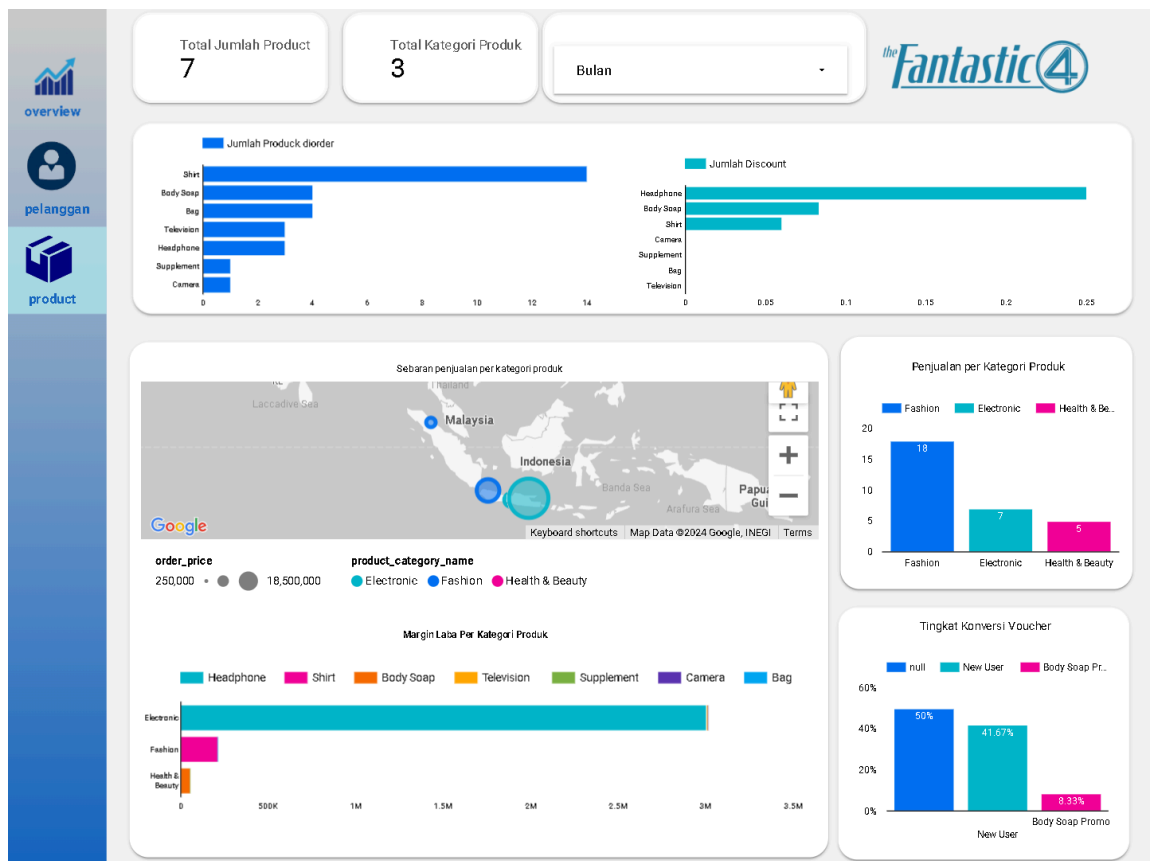 Total Jumlah Product
7
Total Kategori Produk
3
Bulan
the Fantastic 4
overview
pelanggan
product
Jumlah Produck diorder
Shirt
Body Soap
Bag
Television
Headphone
Supplement
Camera
0 2 4 6 8 10 12 14
Jumlah Discount
Headphone
Body Soap
Shirt
Camera
Supplement
Bag
Television
0 0.05 0.1 0.15 0.2 0.25
Sebaran penjualan per kategori produk
Thailand
Laccadive Sea
Malaysia
Indonesia
Banda Sea
Arafura Sea
Google
Keyboard shortcuts Map Data ©2024 Google, INEGI Terms
order_price
250,000 18,500,000
product_category_name
Electronic Fashion Health & Beauty
Margin Laba Per Kategori Produk
Headphone Shirt Body Soap Television Supplement Camera Bag
Electronic
Fashion
Health &
Beauty
0 500K 1M 1.5M 2M 2.5M 3M 3.5M
Penjualan per Kategori Produk
Fashion Electronic Health & Be...
20
15
10
5
0
18
7
5
Fashion Electronic Health & Beauty
Tingkat Konversi Voucher
null New User Body Soap Pr...
60%
40%
20%
0%
50%
41.67%
8.33%
Body Soap Promo
New User